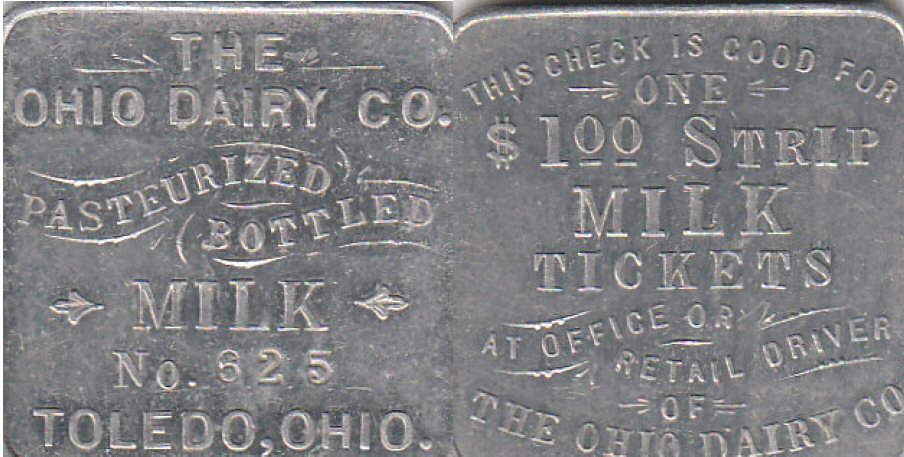 THE
OHIO DAIRY CO.
PASTEURIZED
BOTTLED
MILK
No. 625
TOLEDO, OHIO.
THIS CHECK IS GOOD FOR
ONE
$1.00 STRIP
MILK
TICKETS
AT OFFICE OR
RETAIL DRIVER
OF
THE OHIO DAIRY CO